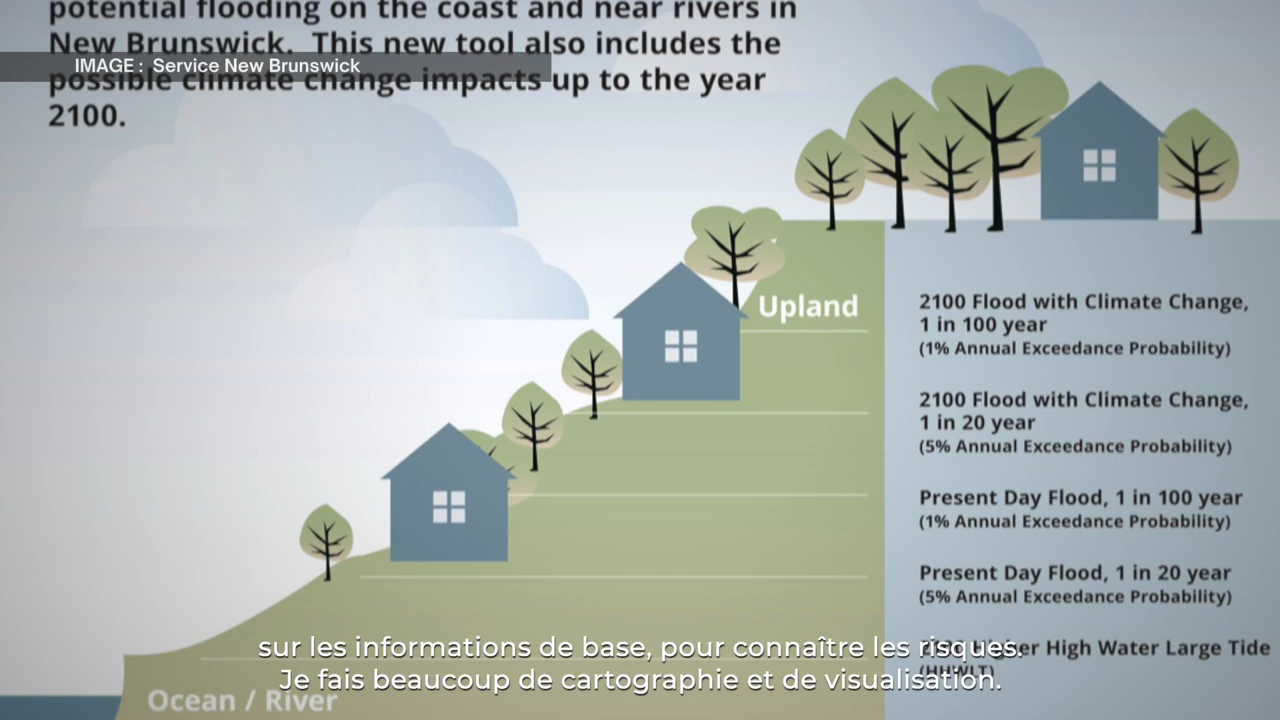 potential flooding on the coast and near rivers in
New Brunswick. This new tool also includes the
IMAGE : Service New Brunswick
possible climate change impacts up to the year
2100.
Upland
2100 Flood with Climate Change,
1 in 100 year
(1% Annual Exceedance Probability)
2100 Flood with Climate Change,
1 in 20 year
(5% Annual Exceedance Probability)
Present Day Flood, 1 in 100 year
(1% Annual Exceedance Probability)
Present Day Flood, 1 in 20 year
(5% Annual Exceedance Probability)
High Water Large Tide
(HHWLT)
sur les informations de base, pour connaître les risques.
Je fais beaucoup de cartographie et de visualisation.
Ocean / River